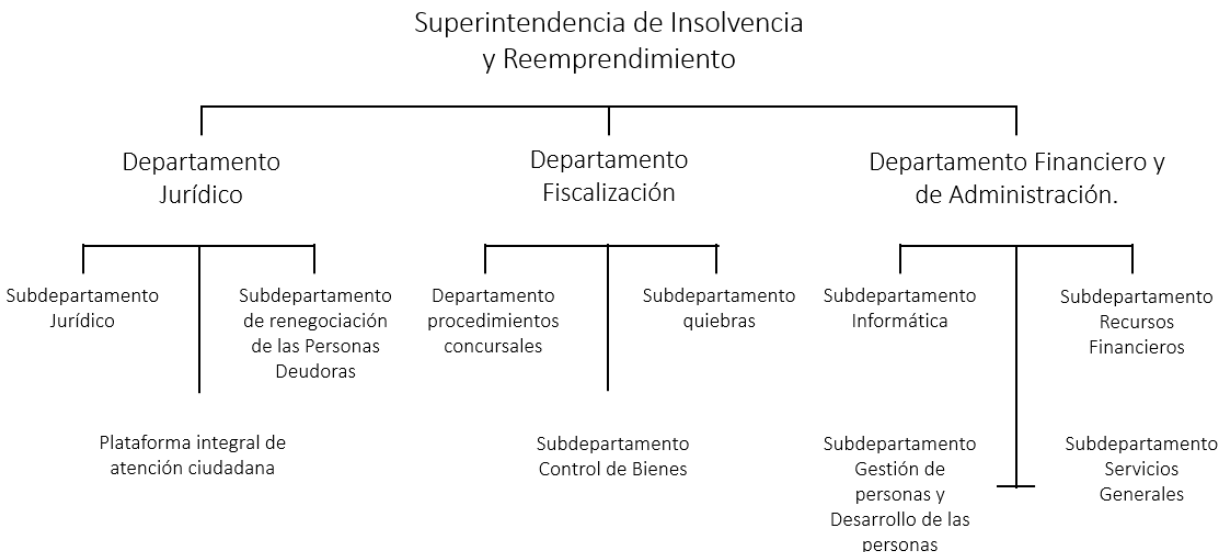 Superintendencia de Insolvencia
y Reemprendimiento
Departamento
Jurídico
Departamento
Fiscalización
Departamento Financiero y
de Administración.
Subdepartamento
Jurídico
Subdepartamento
de renegociación
de las Personas
Deudoras
Departamento
procedimientos
concursales
Subdepartamento
quiebras
Subdepartamento
Informática
Subdepartamento
Recursos
Financieros
Plataforma integral de
atención ciudadana
Subdepartamento
Control de Bienes
Subdepartamento
Gestión de
personas y
Desarrollo de las
personas
Subdepartamento
Servicios
Generales